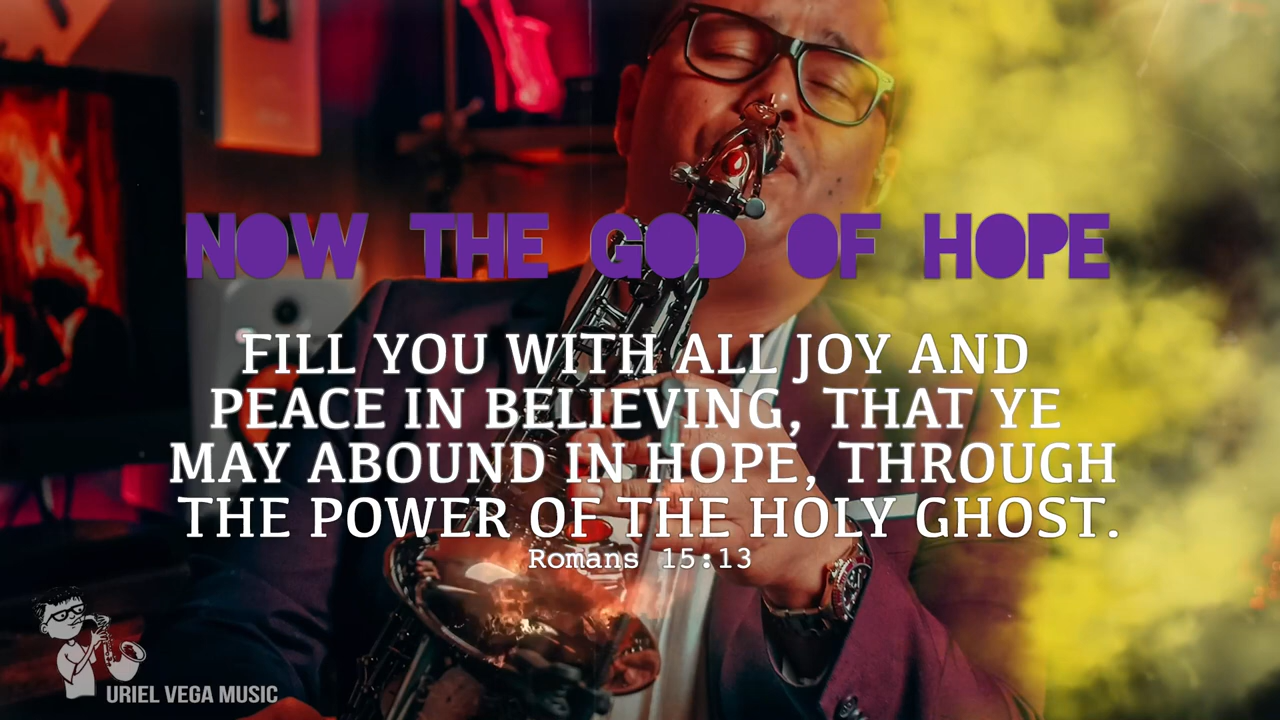 NOW THE GOD OF HOPE
FILL YOU WITH ALL JOY AND
PEACE IN BELIEVING, THAT YE
MAY ABOUND IN HOPE, THROUGH
THE POWER OF THE HOLY GHOST.
Romans 15:13
URIEL VEGA MUSIC